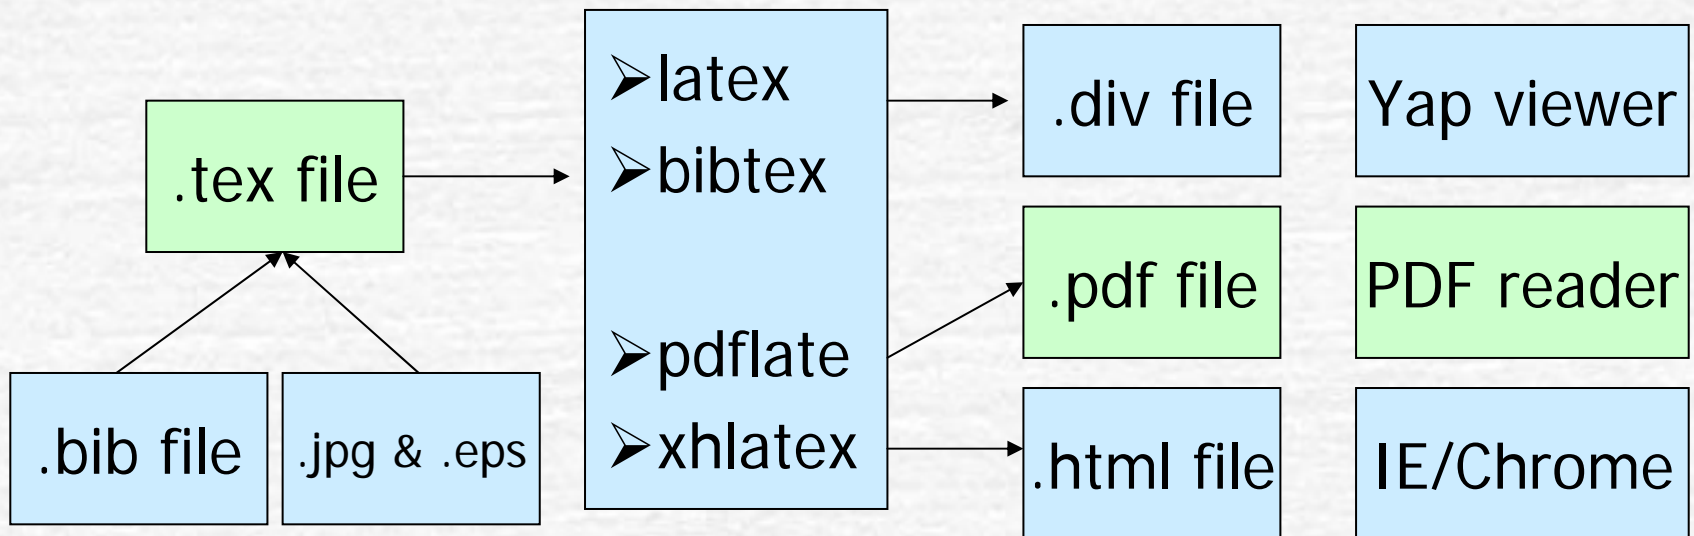 .tex file
.bib file
.jpg & .eps
➢latex
➢bibtex
➢pdflate
➢xhlatex
.div file
Yap viewer
.pdf file
PDF reader
.html file
IE/Chrome